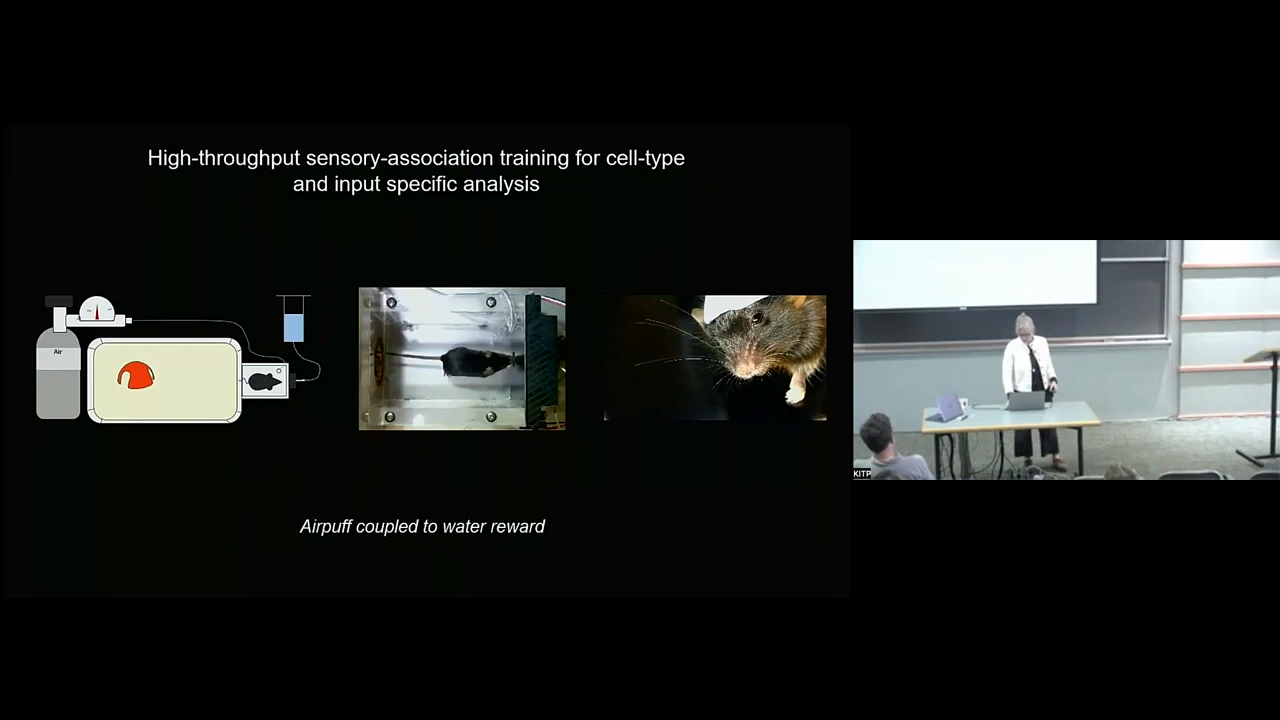 High-throughput sensory-association training for cell-type
and input specific analysis
Air
Airpuff coupled to water reward
KITP